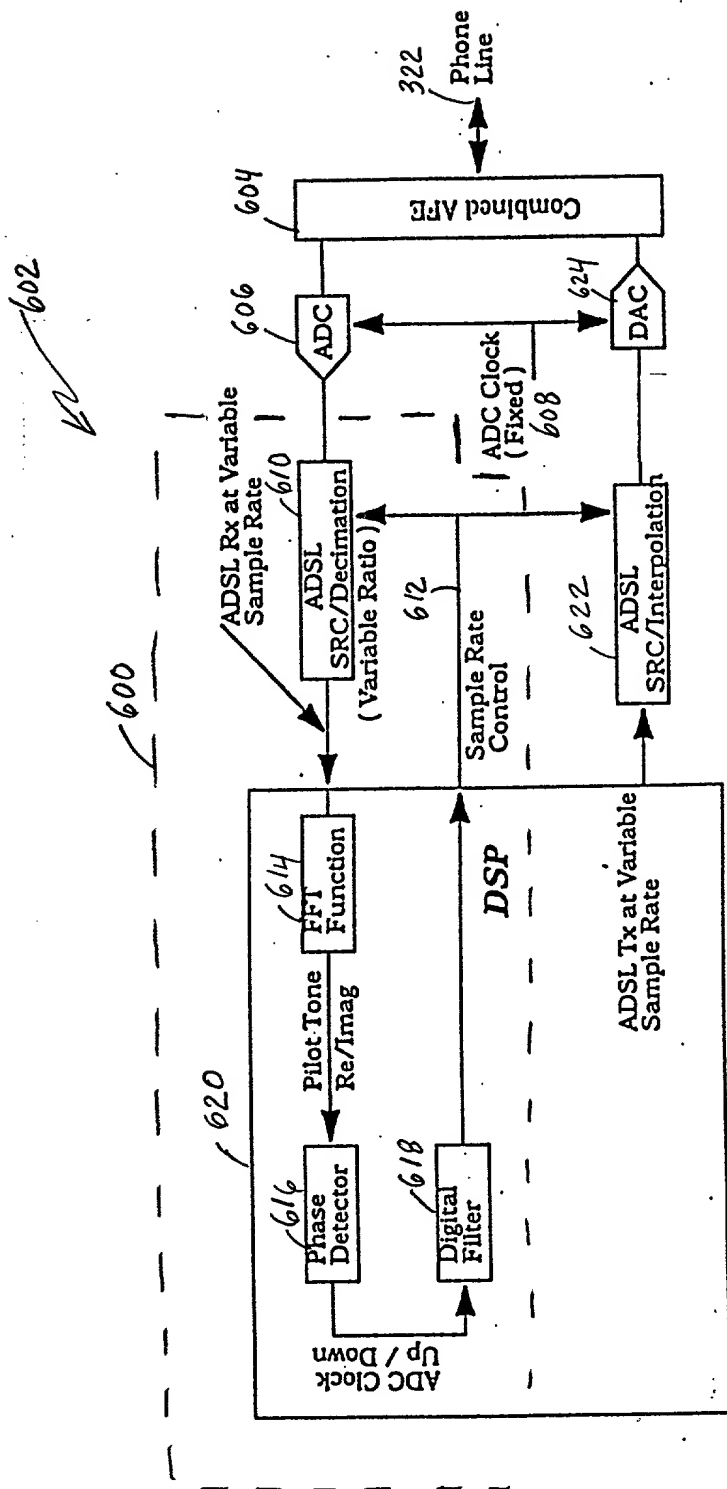 602
600
620
ADSL Rx at Variable
Sample Rate
610
ADSL
SRC/Decimation
(Variable Ratio)
606
ADC
604
Combined AFE
322
Phone
Line
614
FFT
Function
Pilot Tone
Re/Imag
616
Phase
Detector
ADC Clock
Up / Down
618
Digital
Filter
DSP
Sample Rate
Control
612
ADC Clock
(Fixed)
608
ADSL Tx at Variable
Sample Rate
622
ADSL
SRC/Interpolation
624
DAC